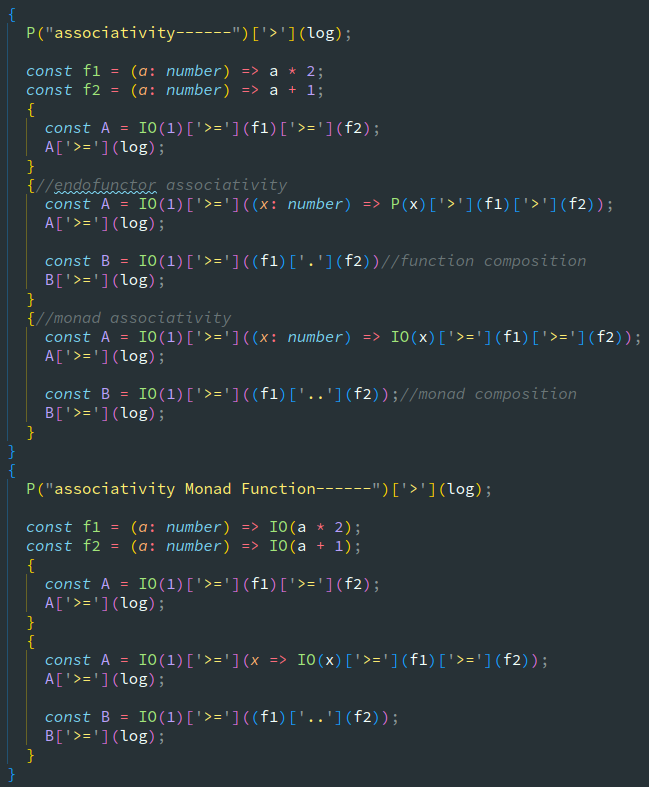 {
  P("associativity------")['>'](log);

  const f1 = (a: number) => a * 2;
  const f2 = (a: number) => a + 1;
  {
    const A = IO(1)['>='](f1)['>='](f2);
    A['>='](log);
  }
  {//endofunctor associativity
    const A = IO(1)['>=']((x: number) => P(x)['>'](f1)['>'](f2));
    A['>='](log);

    const B = IO(1)['>=']((f1)['.'](f2))//function composition
    B['>='](log);
  }
  {//monad associativity
    const A = IO(1)['>=']((x: number) => IO(x)['>='](f1)['>='](f2));
    A['>='](log);

    const B = IO(1)['>=']((f1)['..'](f2));//monad composition
    B['>='](log);
  }
}
{
  P("associativity Monad Function------")['>'](log);

  const f1 = (a: number) => IO(a * 2);
  const f2 = (a: number) => IO(a + 1);
  {
    const A = IO(1)['>='](f1)['>='](f2);
    A['>='](log);
  }
  {
    const A = IO(1)['>='](x => IO(x)['>='](f1)['>='](f2));
    A['>='](log);

    const B = IO(1)['>=']((f1)['..'](f2));
    B['>='](log);
  }
}